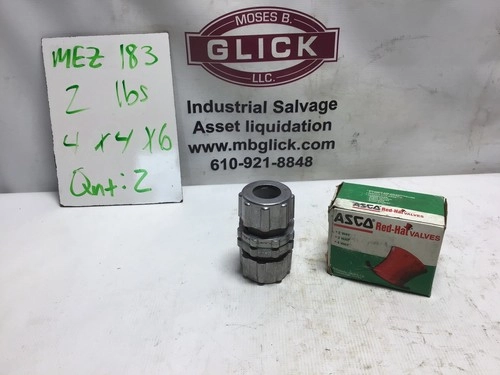 MEZ 183
2 lbs
4 x 4 x 6
Qnt: 2
MOSES B.
GLICK
LLC.
Industrial Salvage
Asset liquidation
www.mbglick.com
610-921-8848
ASCO Red-Hat VALVES